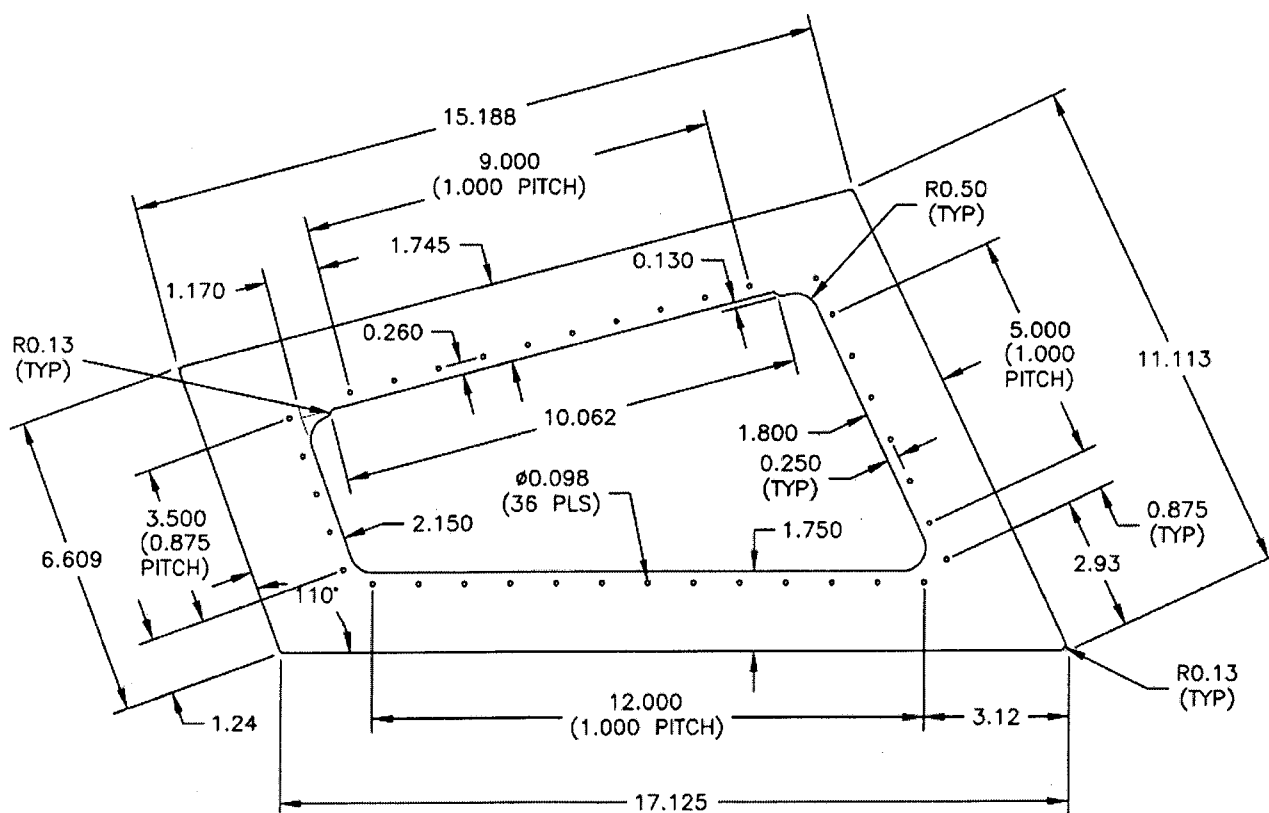 15.188
9.000
(1.000 PITCH)
R0.50
(TYP)
1.745
0.130
1.170
0.260
R0.13
(TYP)
5.000
(1.000
PITCH)
11.113
10.062
1.800
0.250
(TYP)
Ø0.098
(36 PLS)
3.500
(0.875
PITCH)
2.150
1.750
0.875
(TYP)
6.609
2.93
110°
R0.13
(TYP)
1.24
12.000
(1.000 PITCH)
3.12
17.125